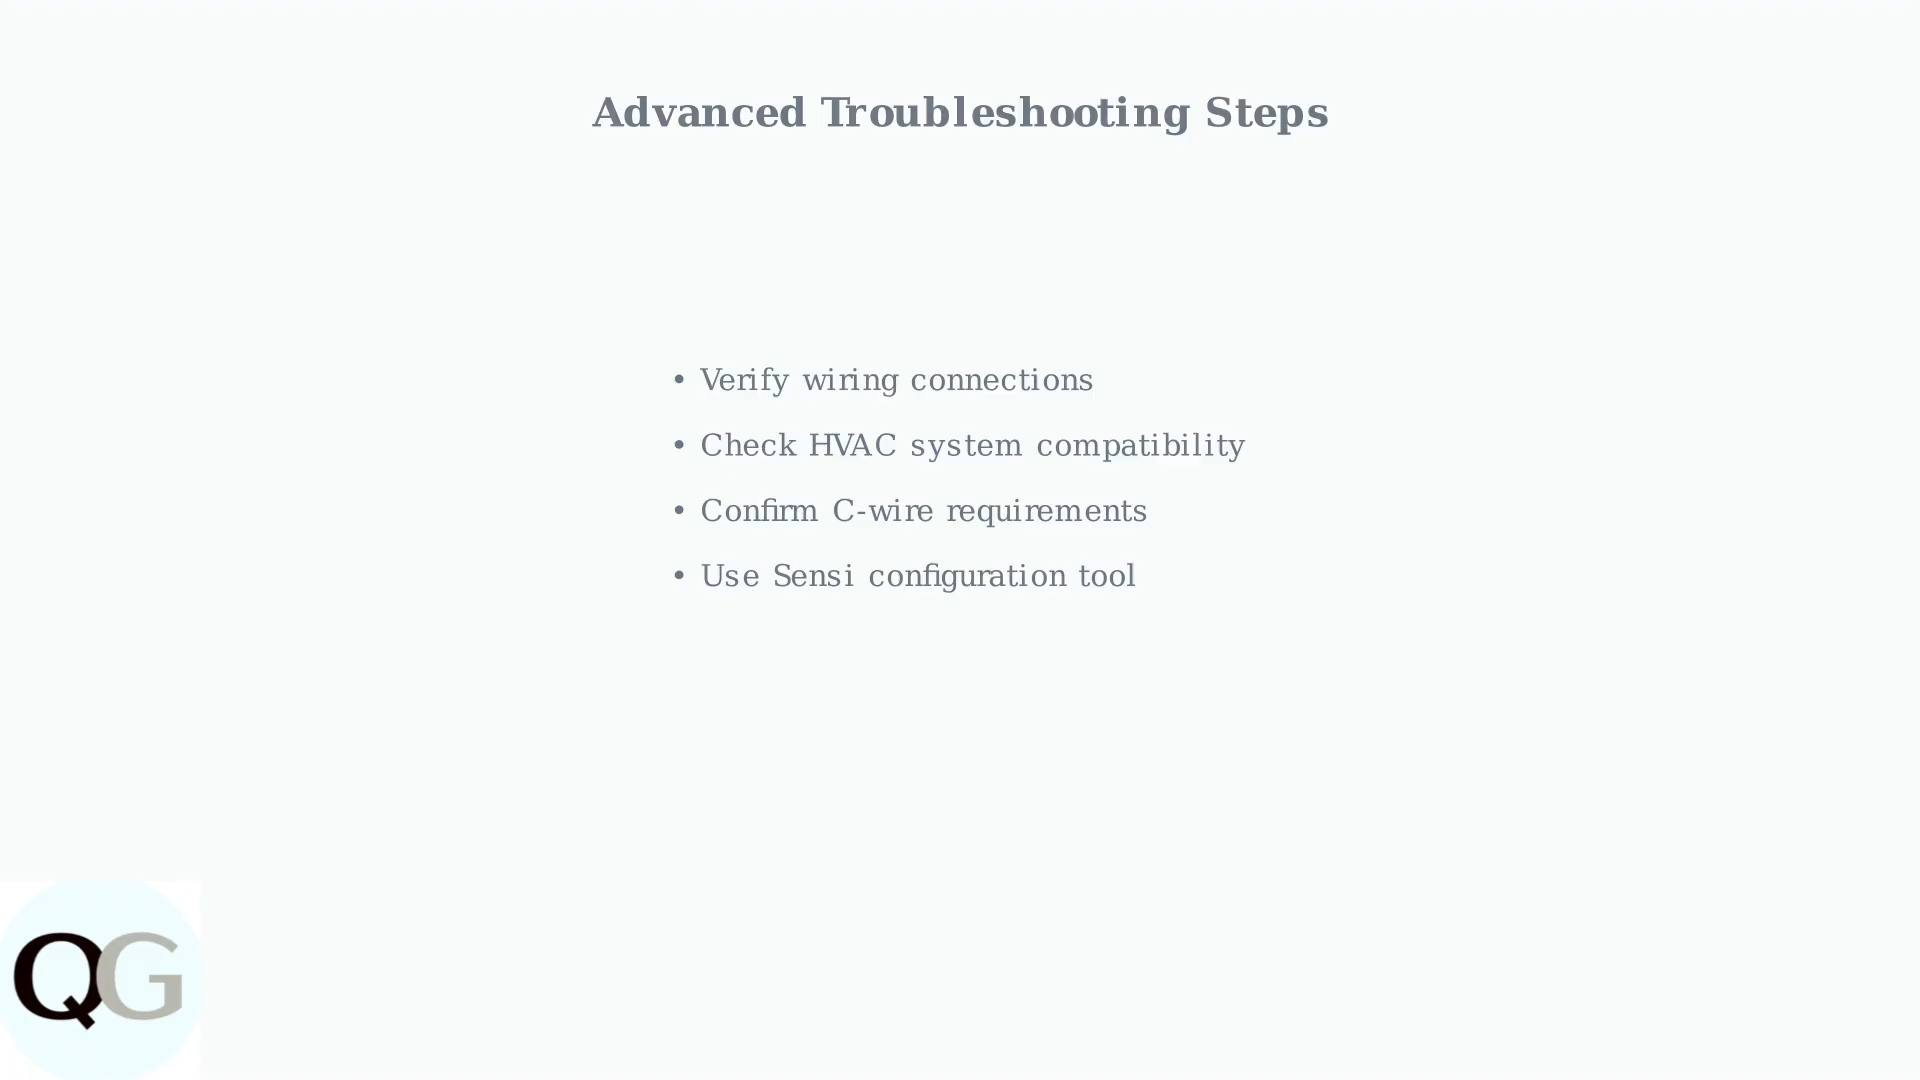 Advanced Troubleshooting Steps
• Verify wiring connections
• Check HVAC system compatibility
• Confirm C-wire requirements
• Use Sensi configuration tool
QG